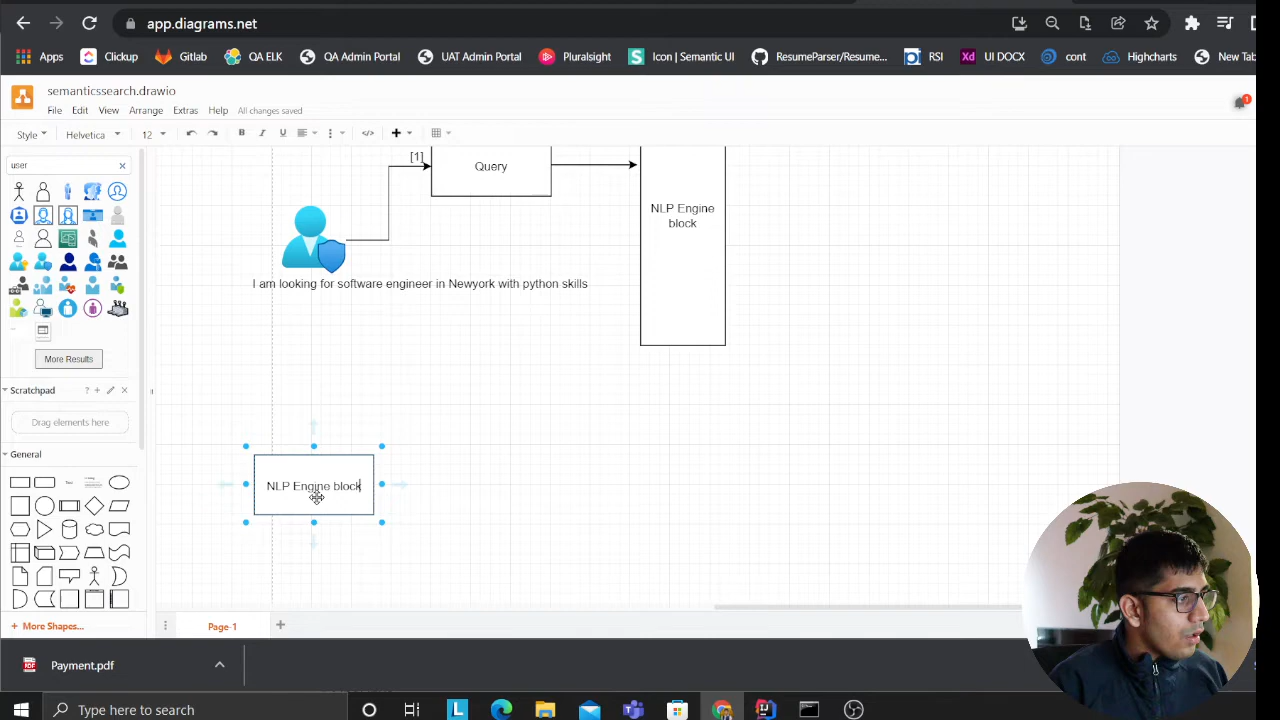 app.diagrams.net
Apps
Clickup
Gitlab
QA ELK
QA Admin Portal
UAT Admin Portal
Pluralsight
Icon | Semantic UI
ResumeParser/Resume...
RSI
UI DOCX
cont
Highcharts
New Tab
semanticssearch.drawio
File Edit View Arrange Extras Help All changes saved
1
Style Helvetica 12 B I U
user
[1]
Query
NLP Engine
block
I am looking for software engineer in Newyork with python skills
More Results
Scratchpad
? + ×
Drag elements here
General
Text
NLP Engine block
+ More Shapes...
Page-1
Payment.pdf
Type here to search